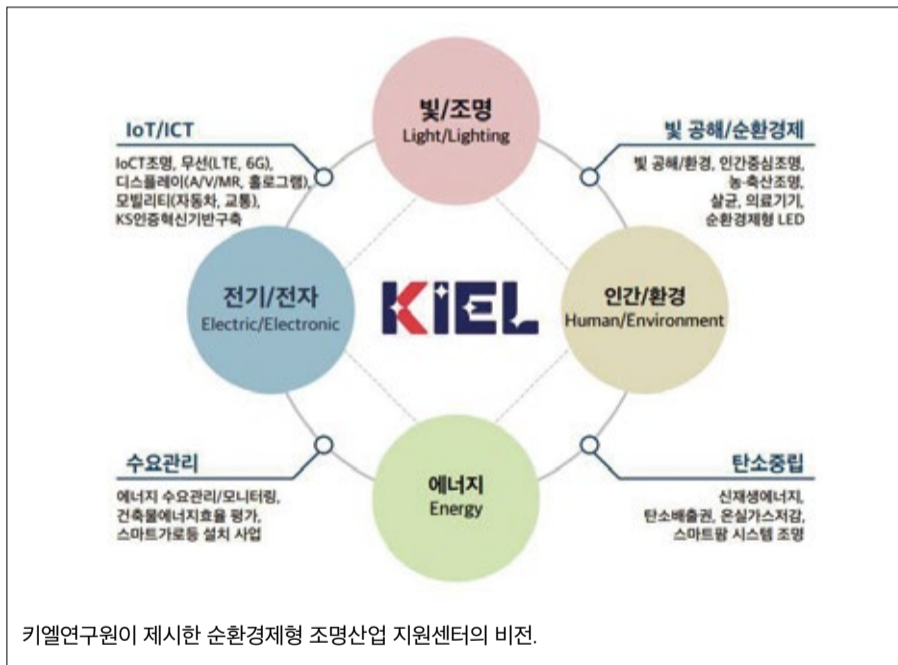 빛/조명
Light/Lighting
IoT/ICT
IoCT조명, 무선(LTE, 6G),
디스플레이(A/V/MR, 홀로그램),
모빌리티(자동차, 교통),
KS인증혁신기반구축
빛 공해/순환경제
빛 공해/환경, 인간중심조명,
농·축산조명,
살균, 의료기기,
순환경제형 LED
전기/전자
Electric/Electronic
KIEL
인간/환경
Human/Environment
수요관리
에너지 수요관리/모니터링,
건축물에너지효율 평가,
스마트가로등 설치 사업
에너지
Energy
탄소중립
신재생에너지,
탄소배출권, 온실가스저감,
스마트팜 시스템 조명
키엘연구원이 제시한 순환경제형 조명산업 지원센터의 비전.